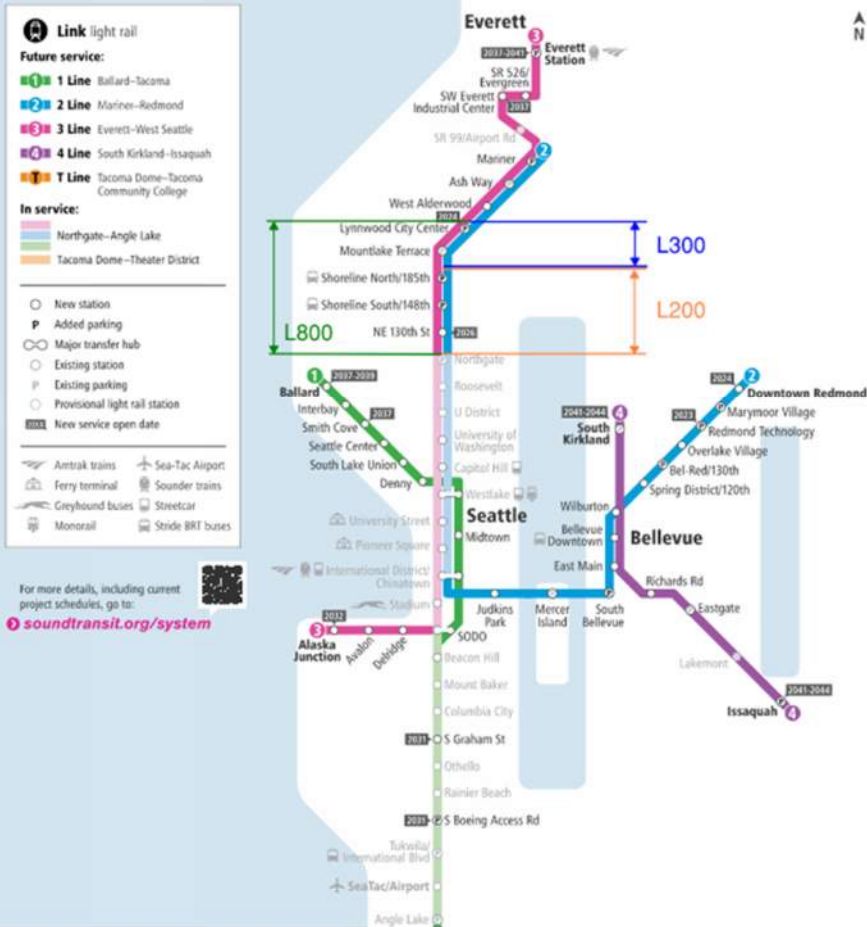 Link light rail
Future service:
1 1 Line Ballard–Tacoma
2 2 Line Mariner–Redmond
3 3 Line Everett–West Seattle
4 4 Line South Kirkland–Issaquah
T T Line Tacoma Dome–Tacoma
Community College
In service:
Northgate–Angle Lake
Tacoma Dome–Theater District
New station
P Added parking
Major transfer hub
Existing station
P Existing parking
Provisional light rail station
New service open date
Amtrak trains
Sea-Tac Airport
Ferry terminal
Sounder trains
Greyhound buses
Streetcar
Monorail
Stride BRT buses
For more details, including current
project schedules, go to:
soundtransit.org/system
N
Everett
3
2037-2041
Everett
Station
SR 526/
Evergreen
SW Everett
Industrial Center
2037
SR 99/Airport Rd
2
Mariner
Ash Way
West Alderwood
2024
Lynnwood City Center
Mountlake Terrace
Shoreline North/185th
Shoreline South/148th
NE 130th St
2026
L800
L300
L200
Northgate
Roosevelt
U District
University of
Washington
Capitol Hill
Westlake
1
2037-2039
Ballard
Interbay
2037
Smith Cove
Seattle Center
South Lake Union
Denny
Seattle
University Street
Midtown
Pioneer Square
International District/
Chinatown
Stadium
2032
3
Alaska
Junction
Avalon
Delridge
SODO
Judkins
Park
Mercer
Island
South
Bellevue
2041-2044
4
South
Kirkland
2024
2
Downtown Redmond
Marymoor Village
2023
Redmond Technology
Overlake Village
Bel-Red/130th
Spring District/120th
Wilburton
Bellevue
Downtown
Bellevue
East Main
Richards Rd
Eastgate
Lakemont
2041-2044
Issaquah
4
Beacon Hill
Mount Baker
Columbia City
2031
S Graham St
Othello
Rainier Beach
2031
S Boeing Access Rd
Tukwila/
International Blvd
SeaTac/Airport
Angle Lake